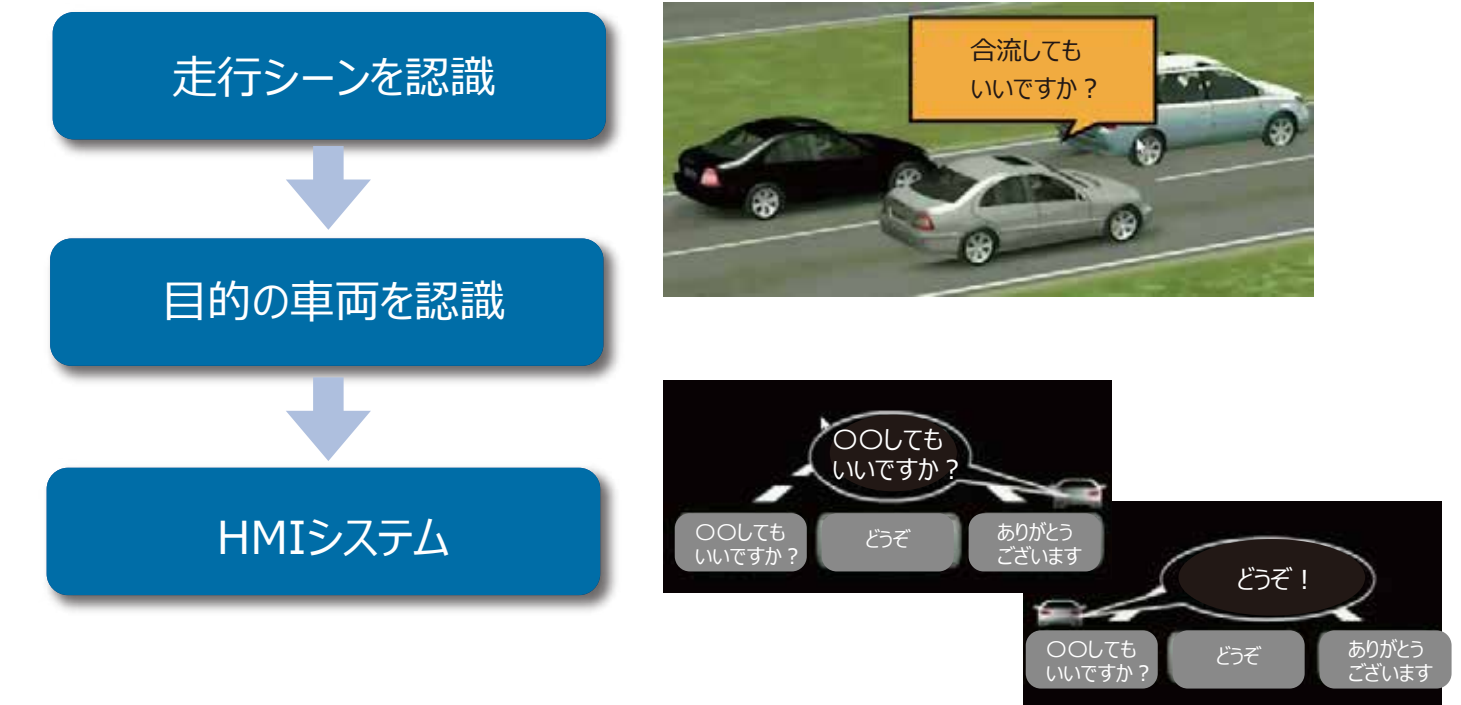 走行シーンを認識
目的の車両を認識
HMIシステム
合流しても
いいですか？
〇〇しても
いいですか？
〇〇しても
いいですか？
どうぞ
ありがとう
ございます
どうぞ！
〇〇しても
いいですか？
どうぞ
ありがとう
ございます